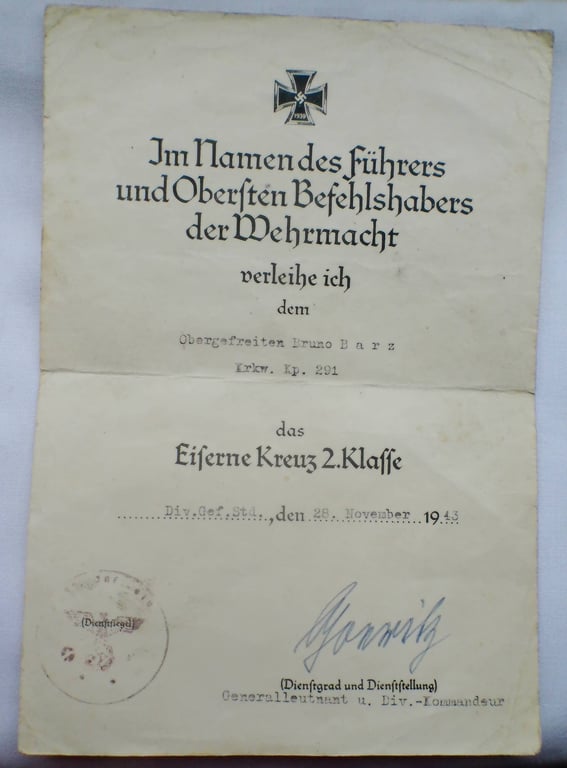 1939
Im Namen des Führers
und Obersten Befehlshabers
der Wehrmacht
verleihe ich
dem
Obergefreiten Bruno B a r z
Krkw. Kp. 291
das
Eiserne Kreuz 2.Klasse
Div.Gef.Std., den 28. November 1943
(Dienstsiegel)
(Dienstgrad und Dienststellung)
Generalleutnant u. Div.-Kommandeur